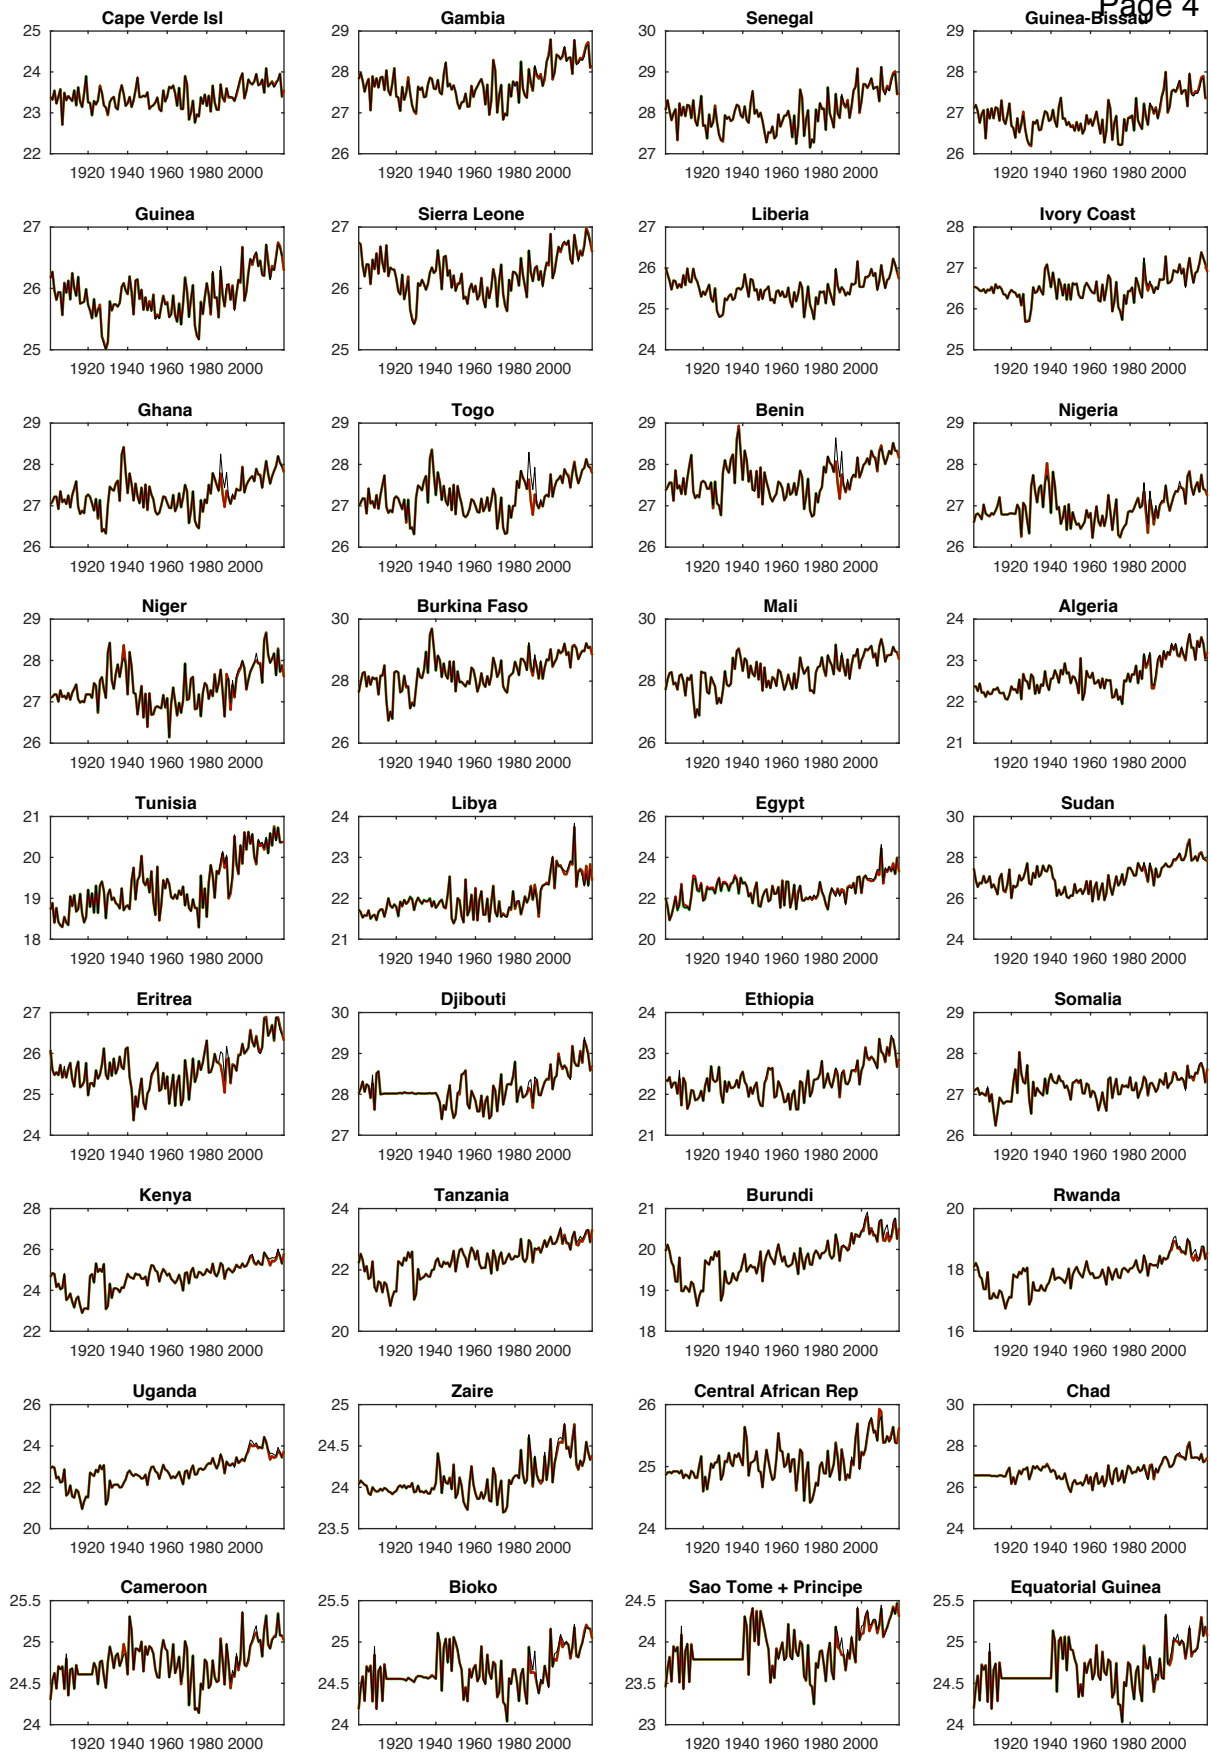 Page 4
Cape Verde Isl Gambia Senegal Guinea-Bissau
25 29 30 29
24 28 29 28
23 27 28 27
22 26 27 26
1920 1940 1960 1980 2000 1920 1940 1960 1980 2000 1920 1940 1960 1980 2000 1920 1940 1960 1980 2000
Guinea Sierra Leone Liberia Ivory Coast
27 27 27 28
26 27
26 26 25 26
25 25 24 25
1920 1940 1960 1980 2000 1920 1940 1960 1980 2000 1920 1940 1960 1980 2000 1920 1940 1960 1980 2000
Ghana Togo Benin Nigeria
29 29 29 29
28 28 28 28
27 27 27 27
26 26 26 26
1920 1940 1960 1980 2000 1920 1940 1960 1980 2000 1920 1940 1960 1980 2000 1920 1940 1960 1980 2000
Niger Burkina Faso Mali Algeria
29 30 30 24
28 23
28 28
27 22
26 26 26 21
1920 1940 1960 1980 2000 1920 1940 1960 1980 2000 1920 1940 1960 1980 2000 1920 1940 1960 1980 2000
Tunisia Libya Egypt Sudan
21 24 26 30
20 23 24 28
19 22 22 26
18 21 20 24
1920 1940 1960 1980 2000 1920 1940 1960 1980 2000 1920 1940 1960 1980 2000 1920 1940 1960 1980 2000
Eritrea Djibouti Ethiopia Somalia
27 30 24 29
26 29 23 28
25 28 22 27
24 27 21 26
1920 1940 1960 1980 2000 1920 1940 1960 1980 2000 1920 1940 1960 1980 2000 1920 1940 1960 1980 2000
Kenya Tanzania Burundi Rwanda
28 24 21 20
26 20
22 18
24 19
22 20 18 16
1920 1940 1960 1980 2000 1920 1940 1960 1980 2000 1920 1940 1960 1980 2000 1920 1940 1960 1980 2000
Uganda Zaire Central African Rep Chad
26 25 26 30
24 24.5 28
25
22 24 26
20 23.5 24 24
1920 1940 1960 1980 2000 1920 1940 1960 1980 2000 1920 1940 1960 1980 2000 1920 1940 1960 1980 2000
Cameroon Bioko Sao Tome + Principe Equatorial Guinea
25.5 25.5 24.5 25.5
25 25 24 25
24.5 24.5 23.5 24.5
24 24 23 24
1920 1940 1960 1980 2000 1920 1940 1960 1980 2000 1920 1940 1960 1980 2000 1920 1940 1960 1980 2000